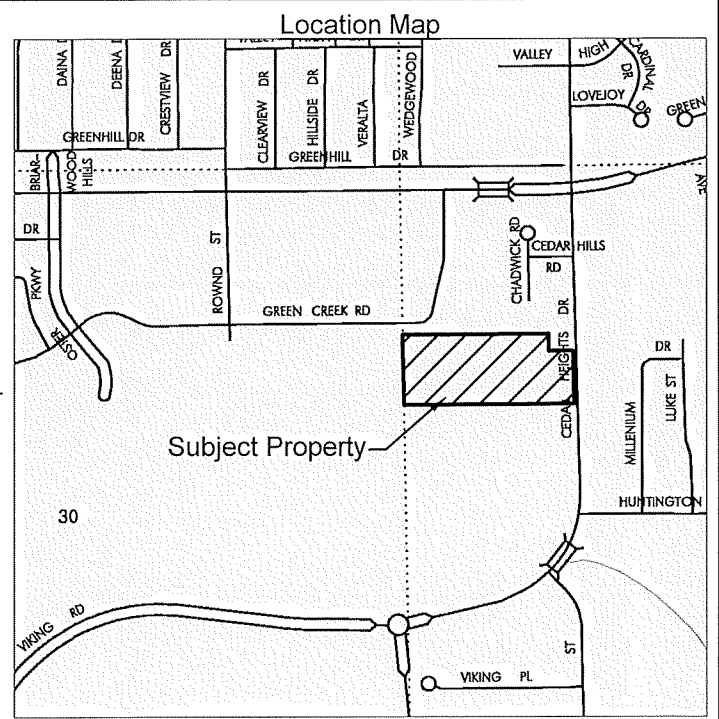 Location Map
DAINA
DEENA
CRESTVIEW DR
CLEARVIEW DR
HILLSIDE DR
VERALTA
WEDGEWOOD
VALLEY
HIGH
CARDINAL
DR
LOVEJOY
DR
GREEN
GREENHILL DR
GREENHILL DR
BRIAR-
WOOD
HILLS
AVE
DR
PKWY
OSTER
ROWND ST
GREEN CREEK RD
CHADWICK RD
CEDAR HILLS
RD
CEDAR HEIGHTS DR
DR
MILLENIUM
LUKE ST
Subject Property
HUNTINGTON
30
VIKING RD
ST
VIKING PL